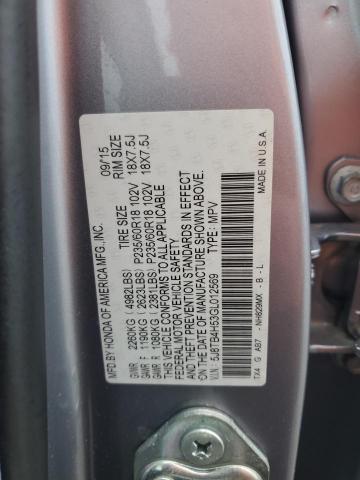 MFD.BY HONDA OF AMERICA MFG.,INC. 09/15
TIRE SIZE RIM SIZE
GVWR 2260KG (4982LBS)
GAWR F 1190KG (2623LBS) P235/60R18 102V 18X7.5J
GAWR R 1080KG (2381LBS) P235/60R18 102V 18X7.5J
THIS VEHICLE CONFORMS TO ALL APPLICABLE
FEDERAL MOTOR VEHICLE SAFETY AND
THEFT PREVENTION STANDARDS IN EFFECT
ON THE DATE OF MANUFACTURE SHOWN ABOVE.
V.I.N: 5J8TB4H53GL012569 TYPE: MPV
TX4 G AB7 - NH829MX - B - L MADE IN U.S.A.